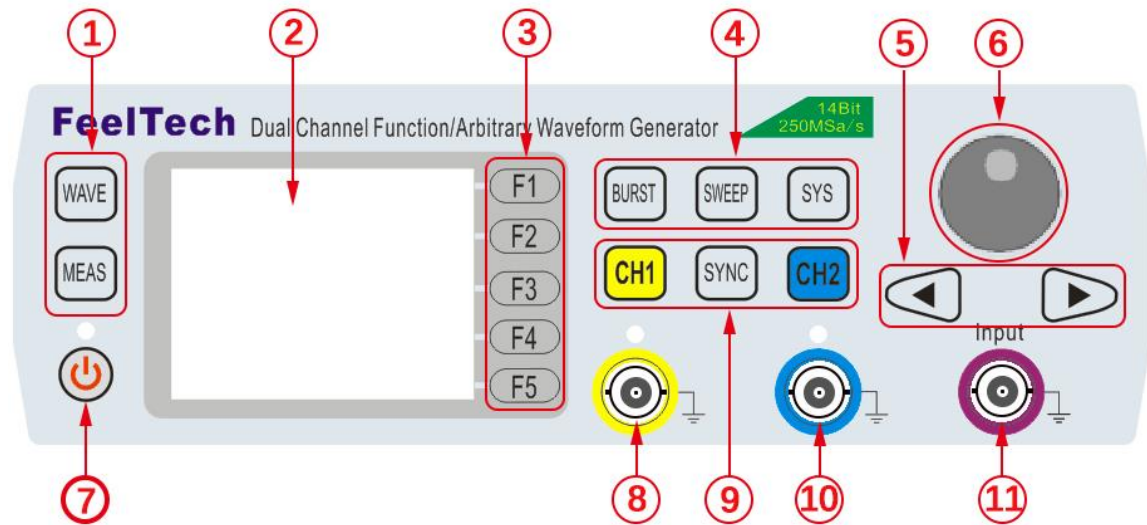 1 2 3 4 5 6
FeelTech Dual Channel Function/Arbitrary Waveform Generator
14Bit
250MSa/s
WAVE
MEAS
F1
F2
F3
F4
F5
BURST SWEEP SYS
CH1 SYNC CH2
Input
7 8 9 10 11